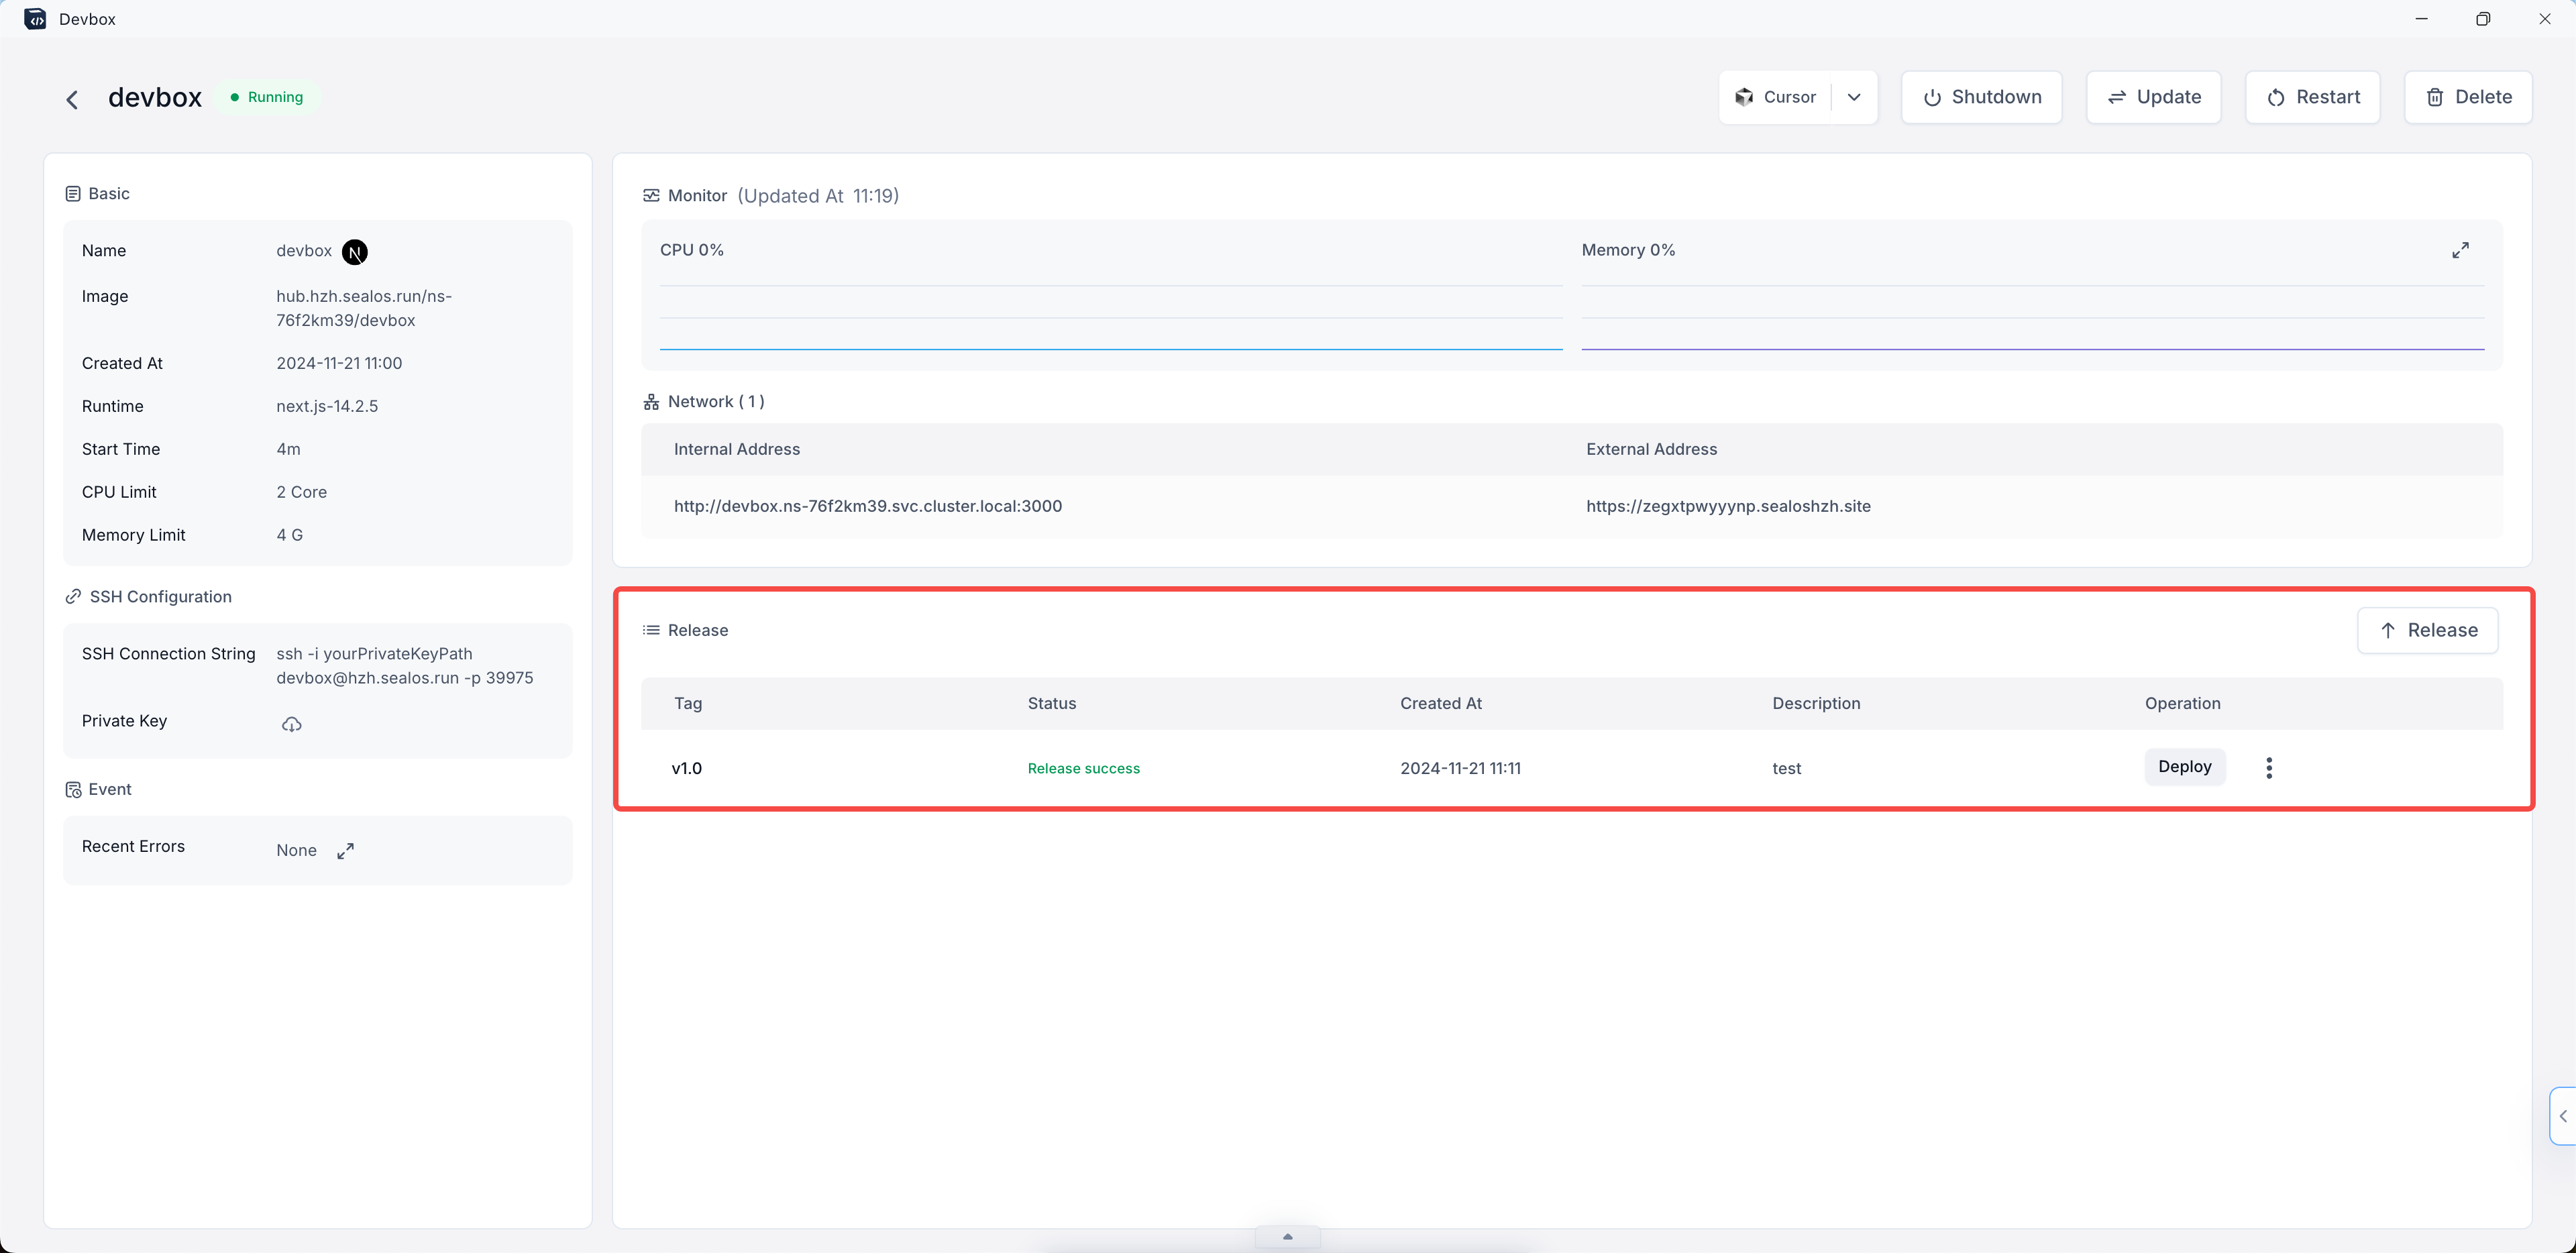 Devbox
devbox
Running
Cursor
Shutdown
Update
Restart
Delete
Basic
Name devbox N
Image hub.hzh.sealos.run/ns-
76f2km39/devbox
Created At 2024-11-21 11:00
Runtime next.js-14.2.5
Start Time 4m
CPU Limit 2 Core
Memory Limit 4 G
SSH Configuration
SSH Connection String ssh -i yourPrivateKeyPath
devbox@hzh.sealos.run -p 39975
Private Key
Event
Recent Errors None
Monitor (Updated At 11:19)
CPU 0% Memory 0%
Network ( 1 )
Internal Address External Address
http://devbox.ns-76f2km39.svc.cluster.local:3000 https://zegxtpwyyynp.sealoshzh.site
Release
Release
Tag Status Created At Description Operation
v1.0 Release success 2024-11-21 11:11 test Deploy